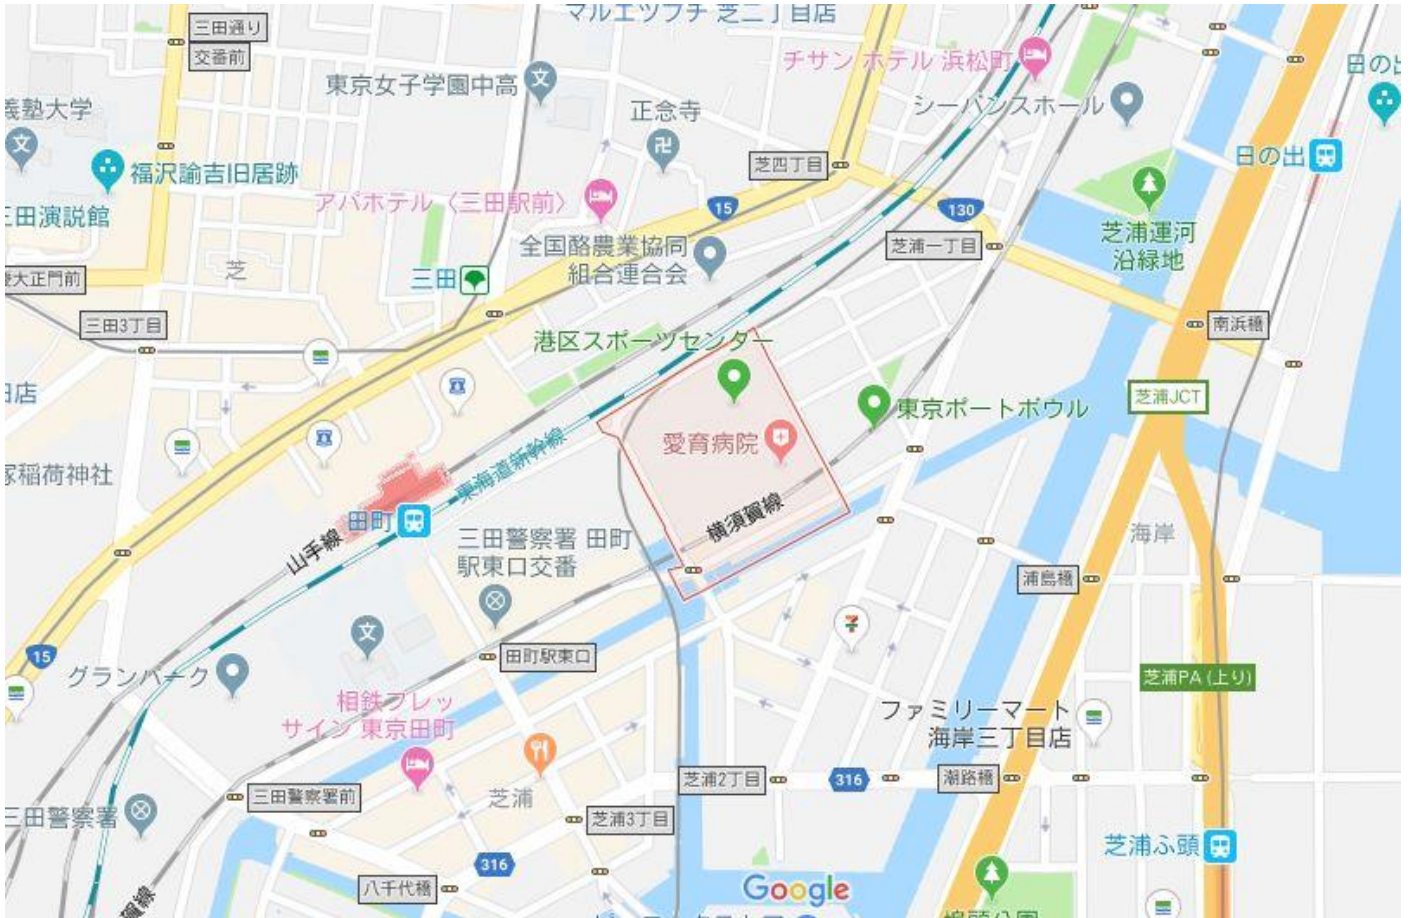 マルエツプチ 芝二丁目店
三田通り
交番前
チサン ホテル 浜松町
東京女子学園中高
シーバンスホール
日の出
義塾大学
正念寺
日の出
芝四丁目
福沢諭吉旧居跡
アパホテル〈三田駅前〉
15
130
三田演説館
芝浦一丁目
芝浦運河
沿緑地
全国酪農業協同
組合連合会
芝
三田
大正門前
三田3丁目
南浜橋
港区スポーツセンター
店
芝浦JCT
東京ポートボウル
愛育病院
東海道新幹線
稲荷神社
田町
横須賀線
山手線
三田警察署 田町
駅東口交番
海岸
浦島橋
15
田町駅東口
グランパーク
芝浦PA (上り)
相鉄フレッ
サイン 東京田町
ファミリーマート
海岸三丁目店
芝浦2丁目
316
潮路橋
三田警察署前
芝浦
三田警察署
芝浦3丁目
芝浦ふ頭
316
八千代橋
Google